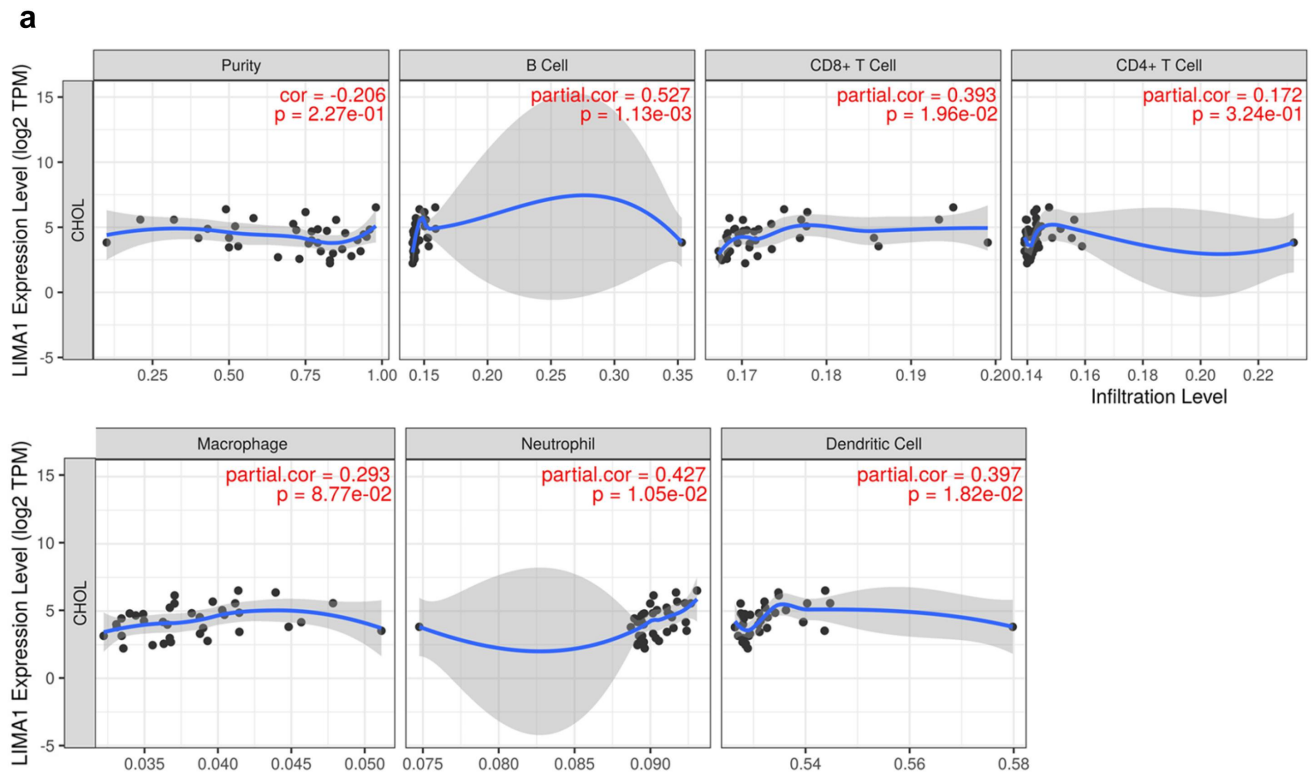 a
Purity
B Cell
CD8+ T Cell
CD4+ T Cell
LIMA1 Expression Level (log2 TPM)
CHOL
15
10
5
0
-5
cor = -0.206
p = 2.27e-01
partial.cor = 0.527
p = 1.13e-03
partial.cor = 0.393
p = 1.96e-02
partial.cor = 0.172
p = 3.24e-01
0.25 0.50 0.75 1.00
0.15 0.20 0.25 0.30 0.35
0.17 0.18 0.19 0.20
0.14 0.16 0.18 0.20 0.22
Infiltration Level
Macrophage
Neutrophil
Dendritic Cell
LIMA1 Expression Level (log2 TPM)
CHOL
15
10
5
0
-5
partial.cor = 0.293
p = 8.77e-02
partial.cor = 0.427
p = 1.05e-02
partial.cor = 0.397
p = 1.82e-02
0.035 0.040 0.045 0.050
0.075 0.080 0.085 0.090
0.54 0.56 0.58